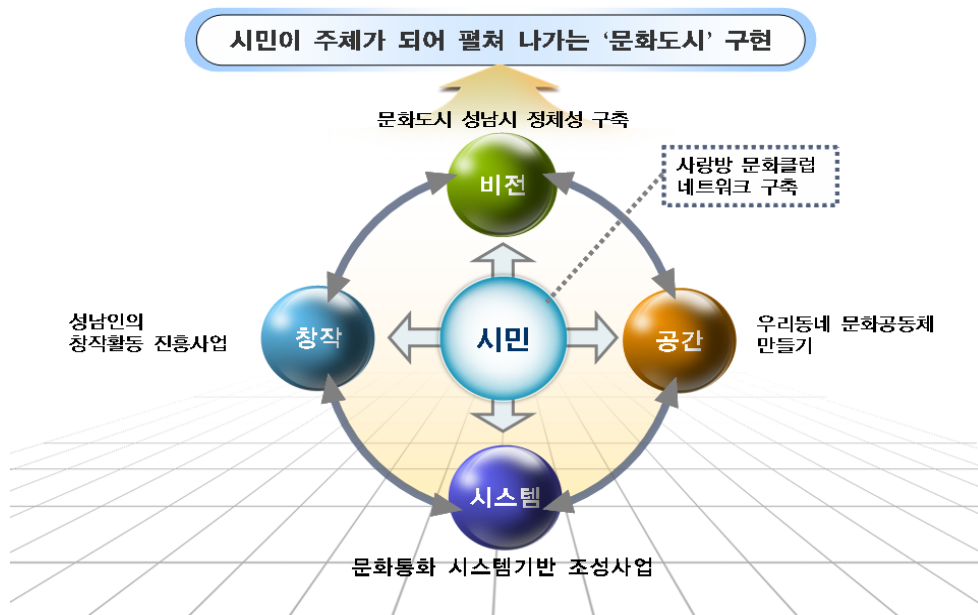 시민이 주체가 되어 펼쳐 나가는 ‘문화도시’ 구현
문화도시 성남시 정체성 구축
비전
사랑방 문화클럽
네트워크 구축
성남인의
창작활동 진흥사업
창작
시민
공간
우리동네 문화공동체
만들기
시스템
문화통화 시스템기반 조성사업